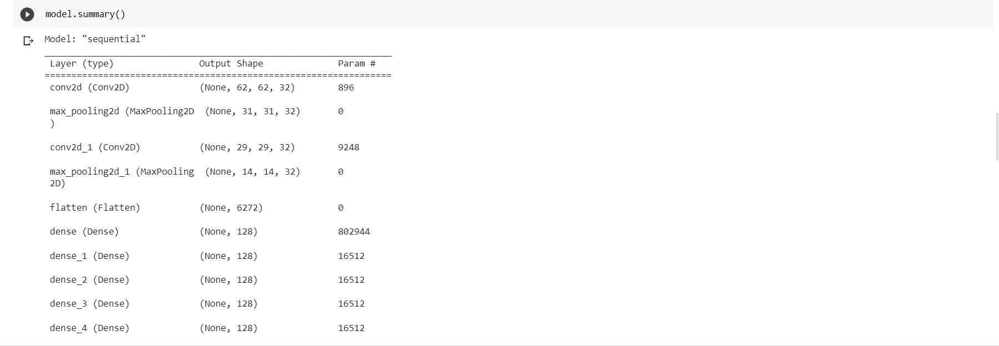 model.summary()
Model: "sequential"
_________________________________________________________________
Layer (type) Output Shape Param #
=================================================================
conv2d (Conv2D) (None, 62, 62, 32) 896
max_pooling2d (MaxPooling2D (None, 31, 31, 32) 0
)
conv2d_1 (Conv2D) (None, 29, 29, 32) 9248
max_pooling2d_1 (MaxPooling (None, 14, 14, 32) 0
2D)
flatten (Flatten) (None, 6272) 0
dense (Dense) (None, 128) 802944
dense_1 (Dense) (None, 128) 16512
dense_2 (Dense) (None, 128) 16512
dense_3 (Dense) (None, 128) 16512
dense_4 (Dense) (None, 128) 16512